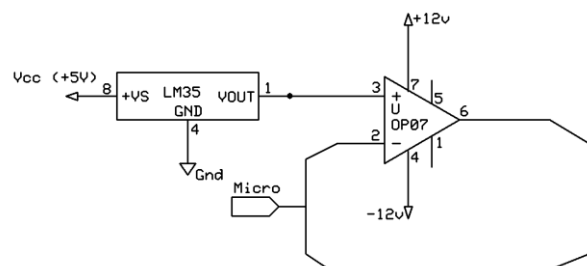 +12v
Vcc (+5V)
8
+VS
LM35
GND
VOUT
1
4
Gnd
3
+
U
OP07
7
5
6
2
-
4
1
Micro
-12v